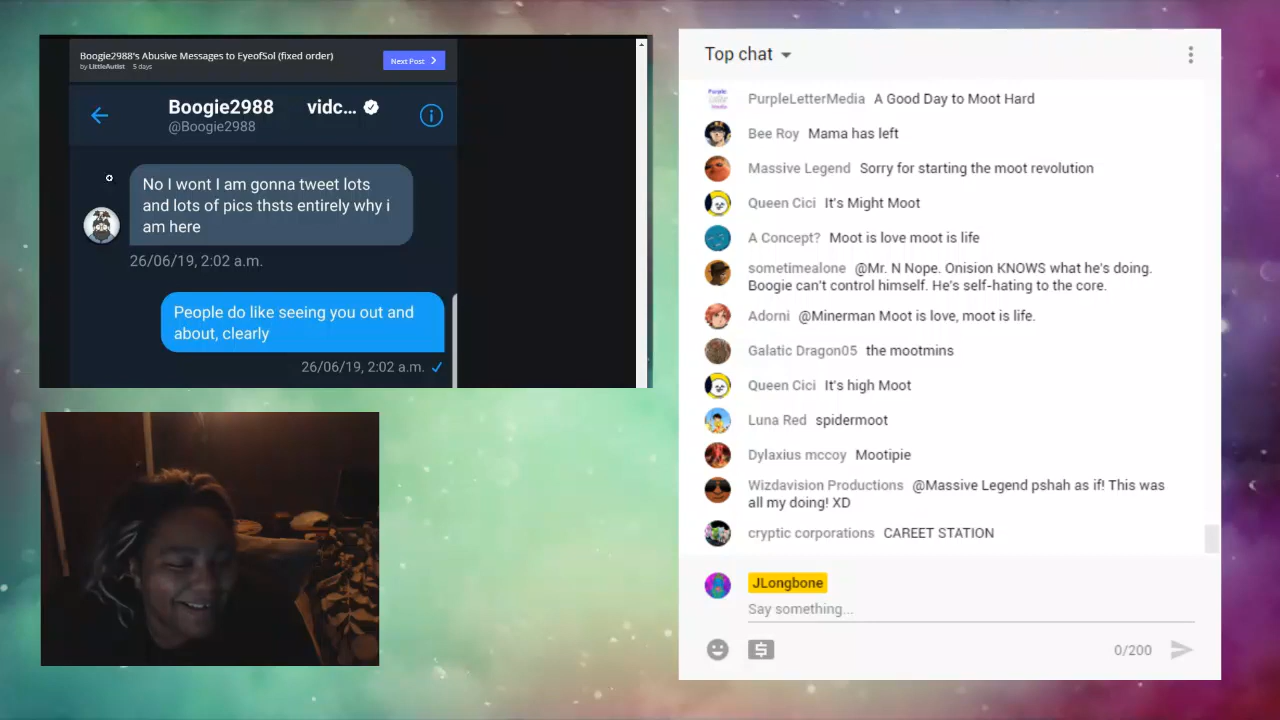 Boogie2988's Abusive Messages to EyeofSol (fixed order)
by LittleAutist 5 days
Next Post
Boogie2988 vidc...
@Boogie2988
No I wont I am gonna tweet lots
and lots of pics thsts entirely why i
am here
26/06/19, 2:02 a.m.
People do like seeing you out and
about, clearly
26/06/19, 2:02 a.m.
Top chat
PurpleLetterMedia A Good Day to Moot Hard
Bee Roy Mama has left
Massive Legend Sorry for starting the moot revolution
Queen Cici It's Might Moot
A Concept? Moot is love moot is life
sometimealone @Mr. N Nope. Onision KNOWS what he's doing.
Boogie can't control himself. He's self-hating to the core.
Adorni @Minerman Moot is love, moot is life.
Galatic Dragon05 the mootmins
Queen Cici It's high Moot
Luna Red spidermoot
Dylaxius mccoy Mootipie
Wizdavision Productions @Massive Legend pshah as if! This was
all my doing! XD
cryptic corporations CAREET STATION
JLongbone
Say something...
0/200